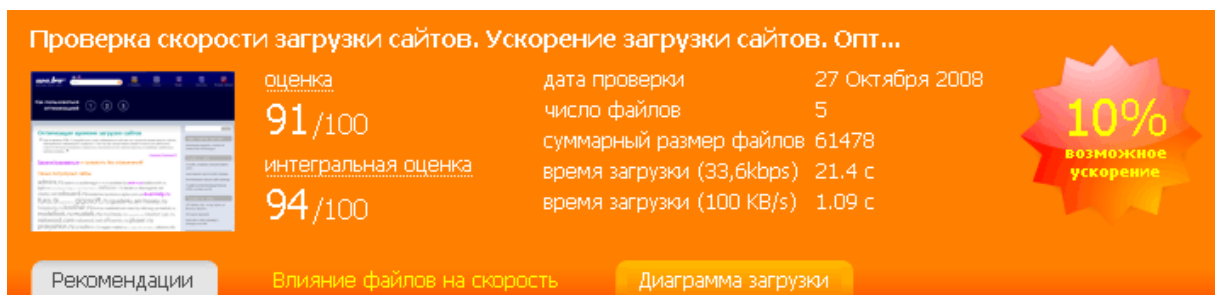 Проверка скорости загрузки сайтов. Ускорение загрузки сайтов. Опт...
оценка
91/100
интегральная оценка
94/100
дата проверки 27 Октября 2008
число файлов 5
суммарный размер файлов 61478
время загрузки (33,6kbps) 21.4 с
время загрузки (100 KB/s) 1.09 с
10%
возможное
ускорение
Рекомендации Влияние файлов на скорость Диаграмма загрузки